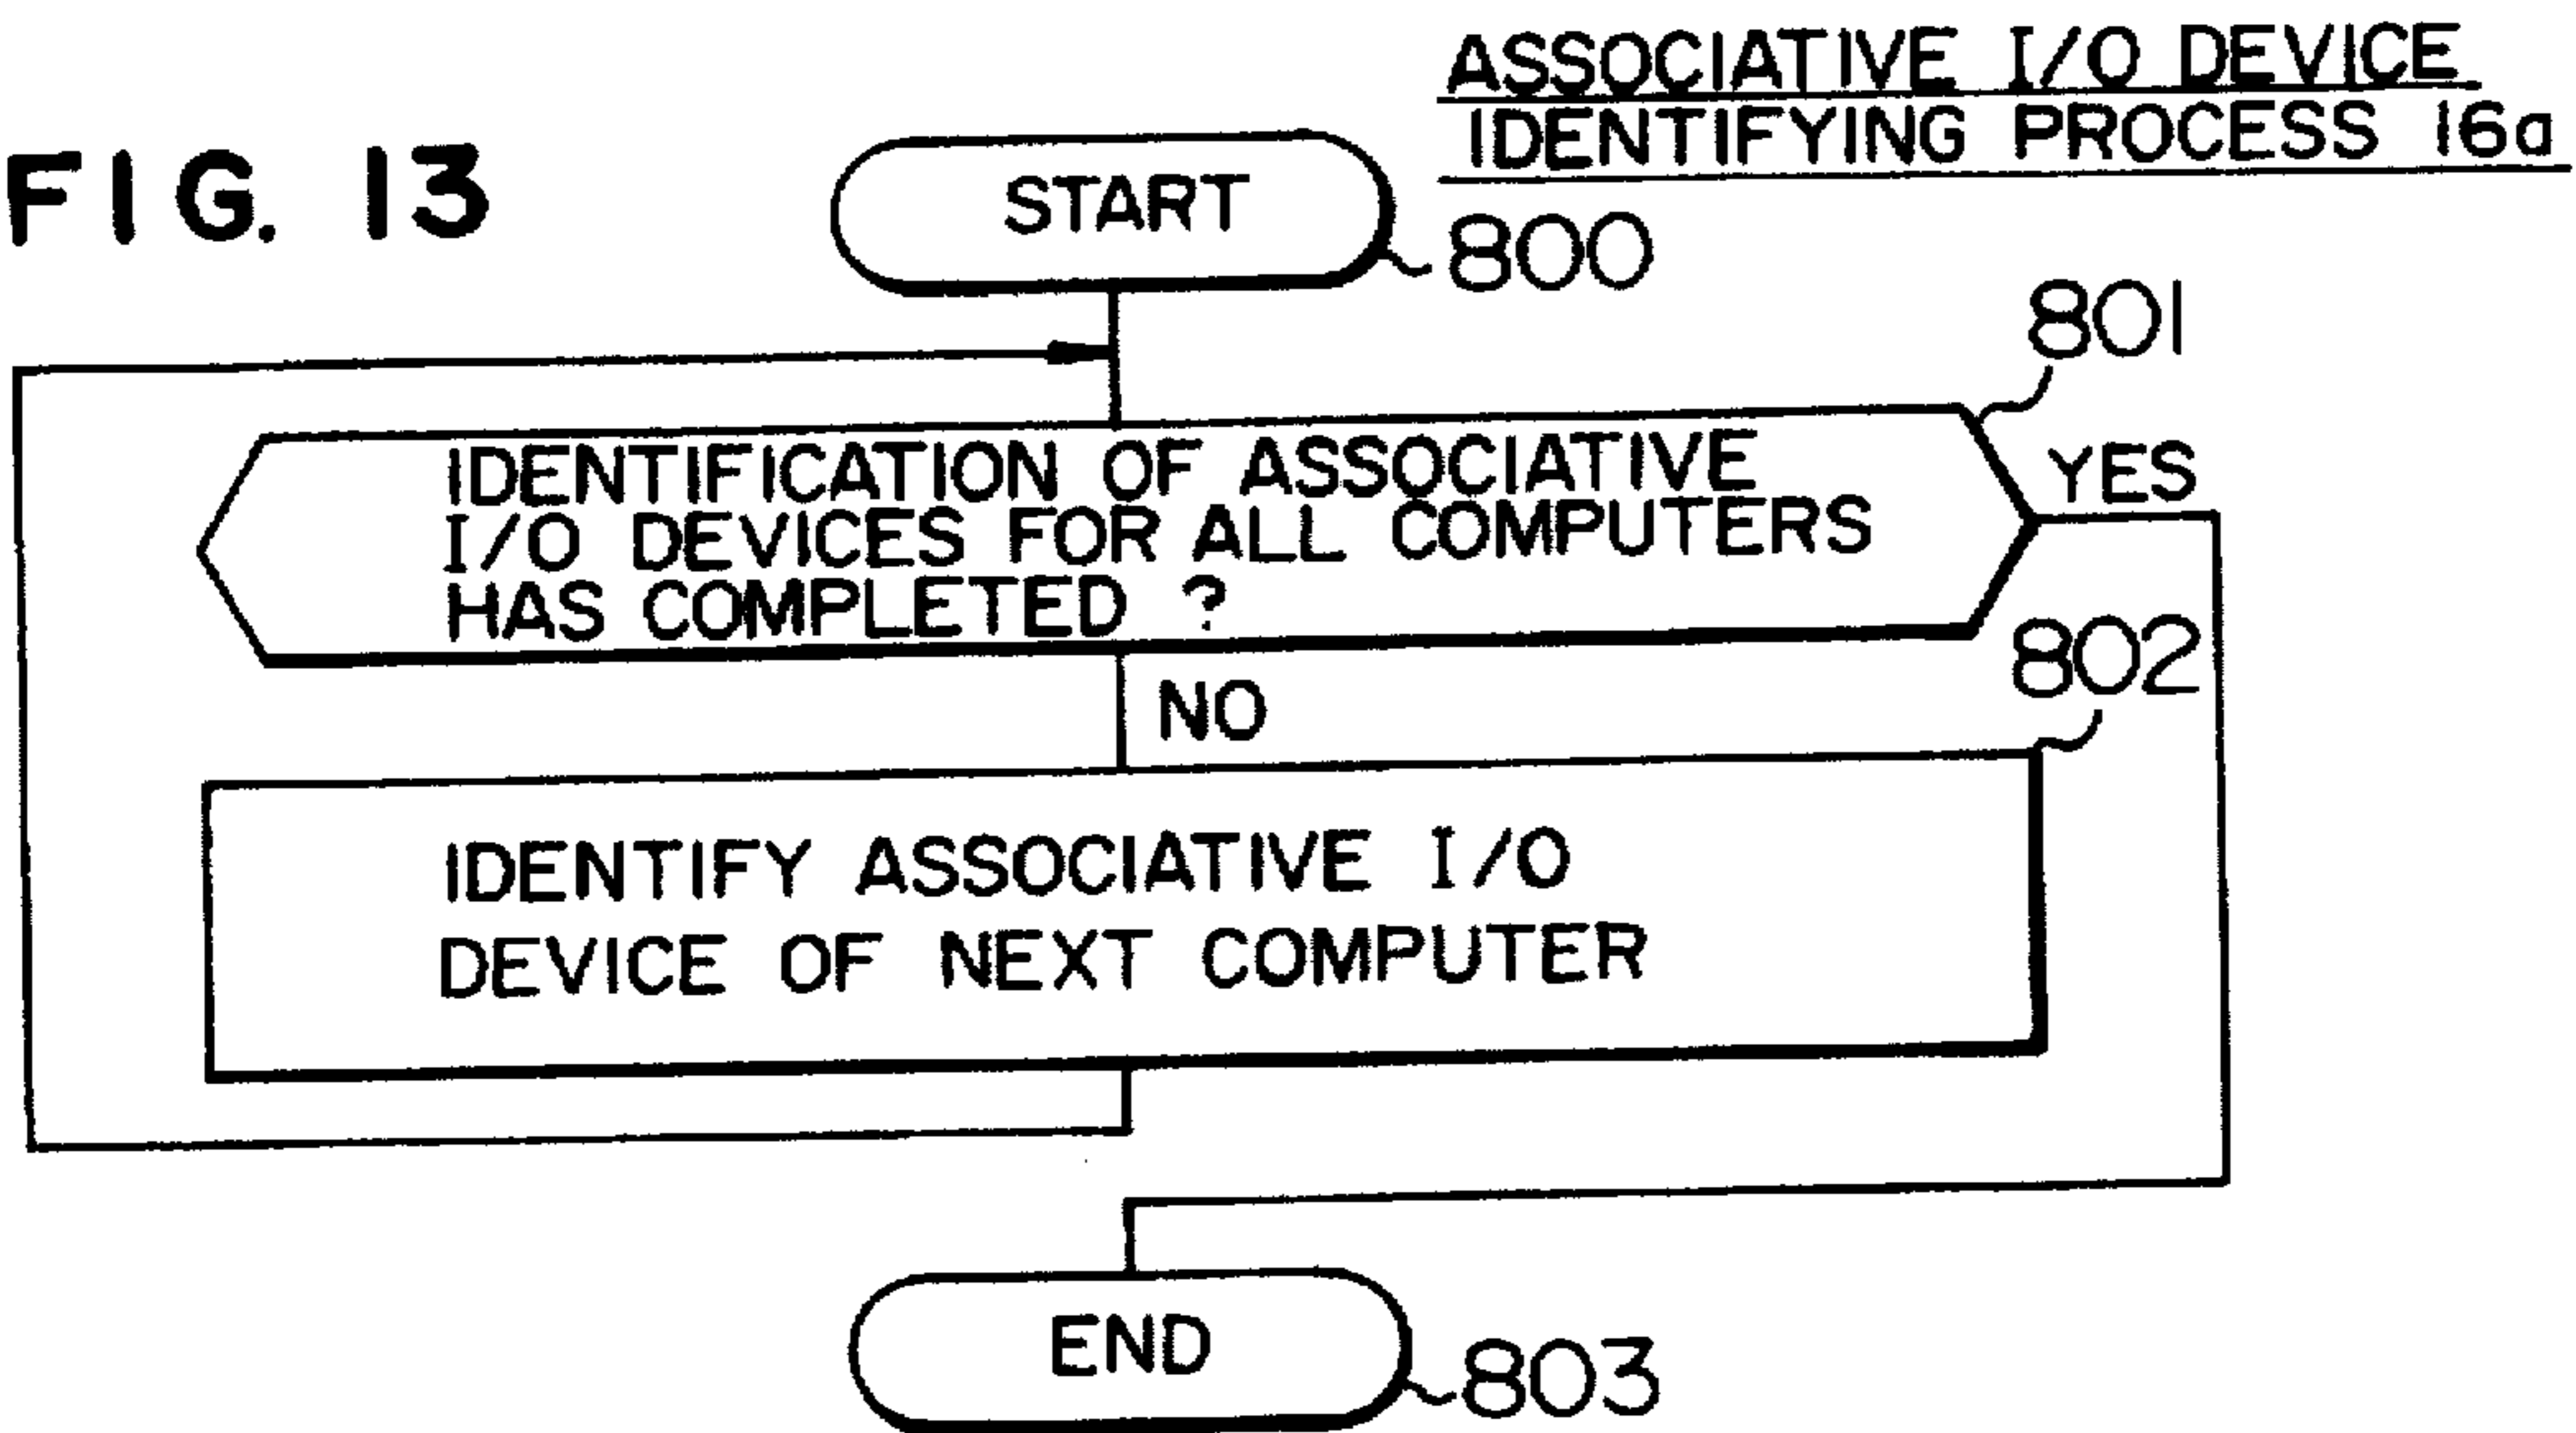 FIG. 13
ASSOCIATIVE I/O DEVICE
IDENTIFYING PROCESS 16a
START
800
801
IDENTIFICATION OF ASSOCIATIVE
I/O DEVICES FOR ALL COMPUTERS
HAS COMPLETED ?
YES
NO
802
IDENTIFY ASSOCIATIVE I/O
DEVICE OF NEXT COMPUTER
END
803